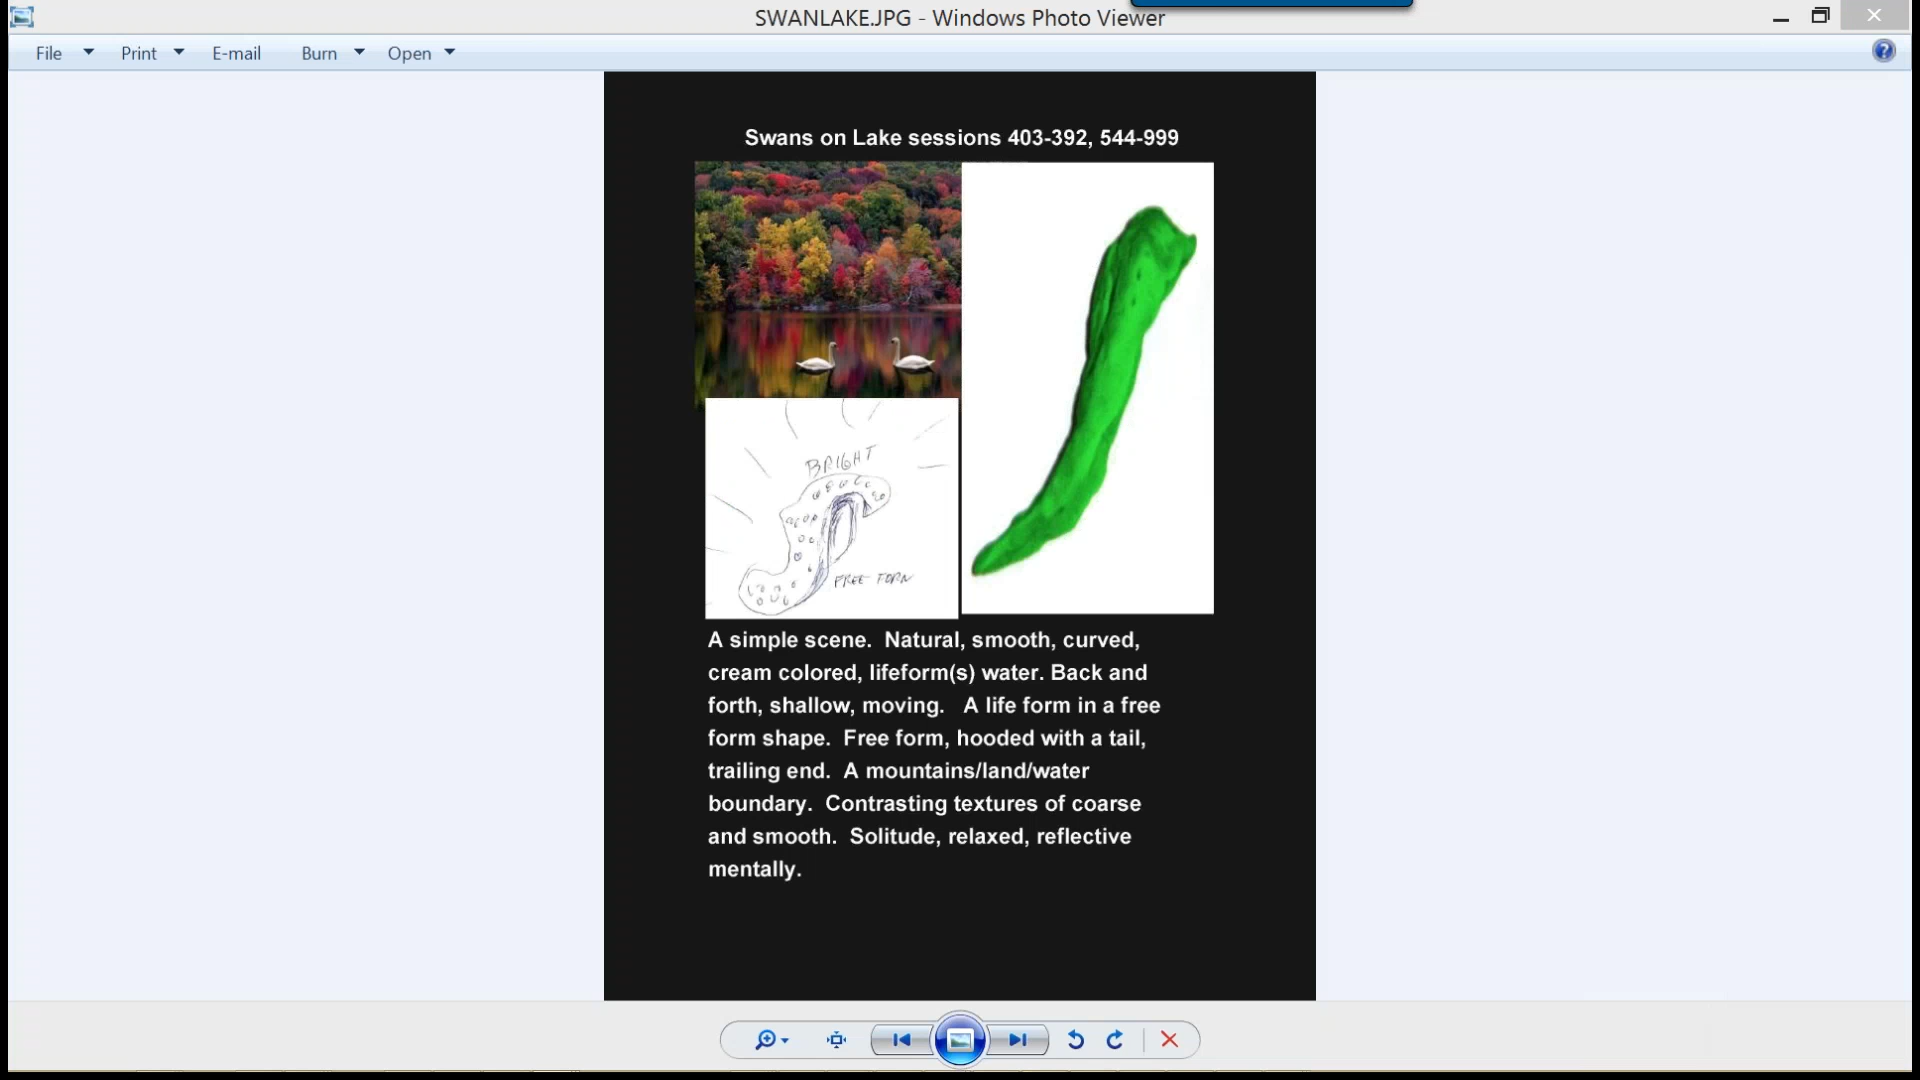 SWANLAKE.JPG - Windows Photo Viewer
File Print E-mail Burn Open
Swans on Lake sessions 403-392, 544-999
BRIGHT
FREE FORM
A simple scene.  Natural, smooth, curved,
cream colored, lifeform(s) water. Back and
forth, shallow, moving.   A life form in a free
form shape.  Free form, hooded with a tail,
trailing end.  A mountains/land/water
boundary.  Contrasting textures of coarse
and smooth.  Solitude, relaxed, reflective
mentally.